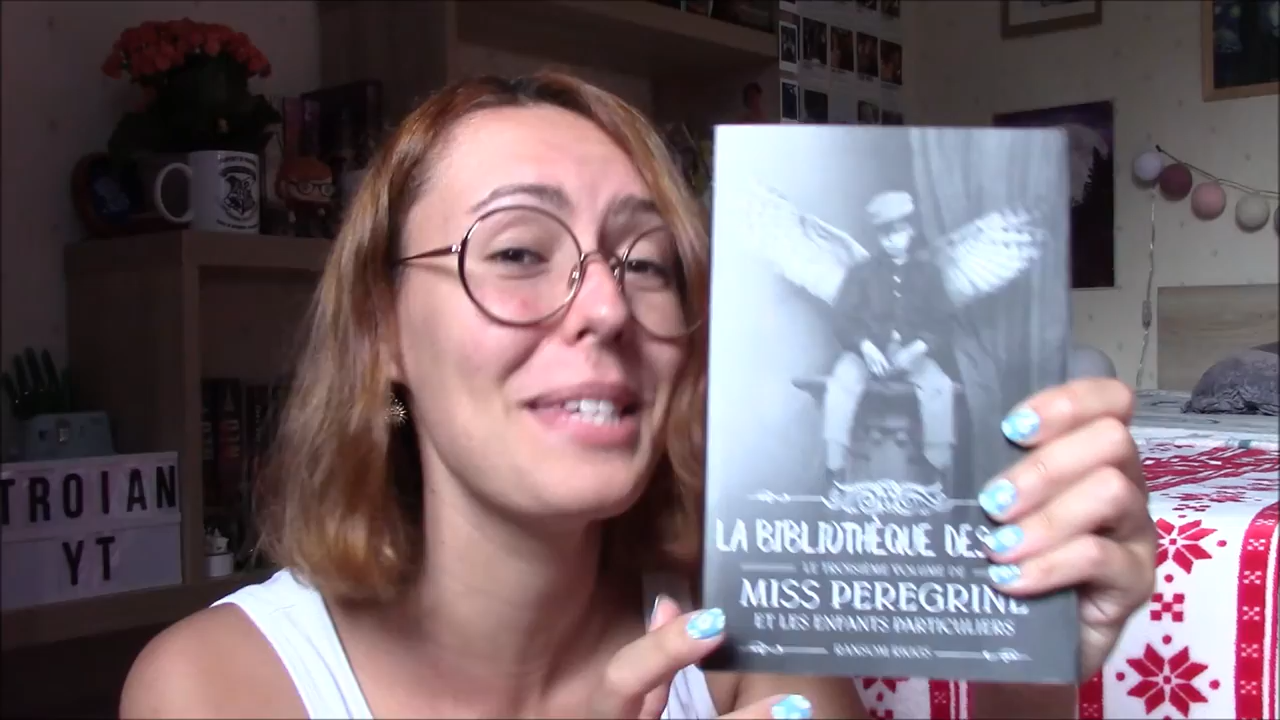 TROIAN
YT
LA BIBLIOTHÈQUE DES
LE TROISIÈME VOLUME DE
MISS PEREGRINE
ET LES ENFANTS PARTICULIERS
RANSOM RIGGS